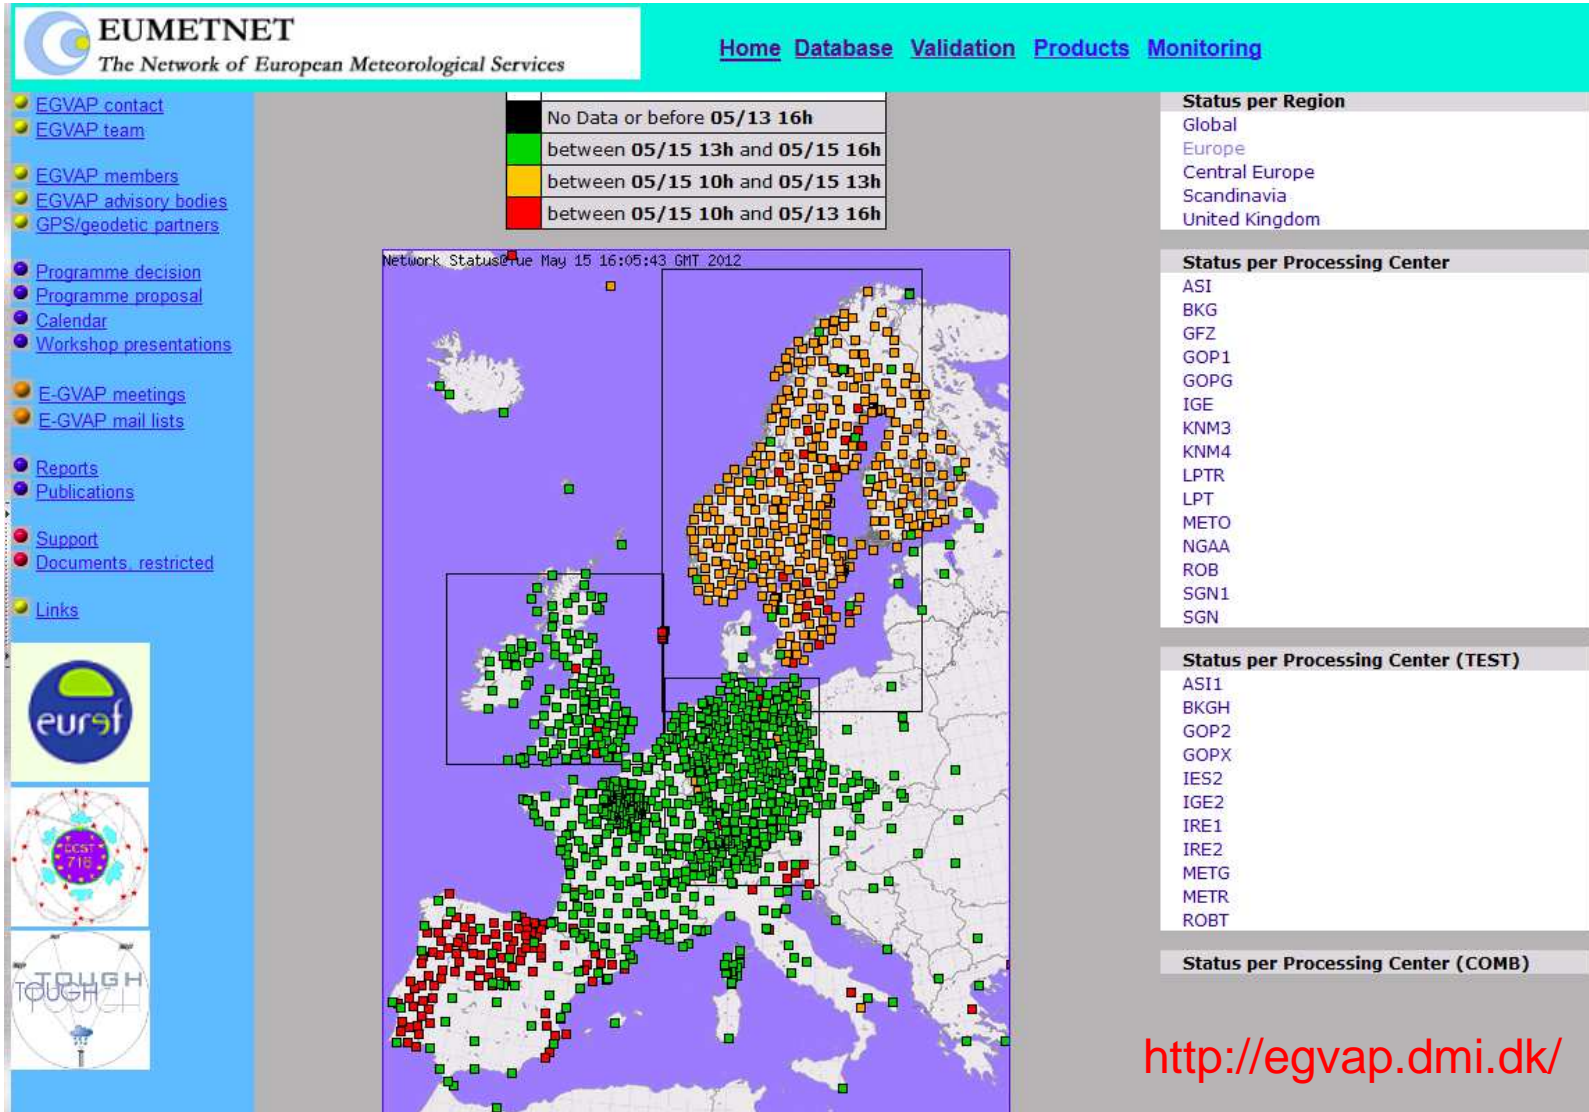 EUMETNET
The Network of European Meteorological Services
Home Database Validation Products Monitoring
EGVAP contact
EGVAP team
EGVAP members
EGVAP advisory bodies
GPS/geodetic partners
Programme decision
Programme proposal
Calendar
Workshop presentations
E-GVAP meetings
E-GVAP mail lists
Reports
Publications
Support
Documents, restricted
Links
euref
COST
716
TOUGH
TOUGH
No Data or before 05/13 16h
between 05/15 13h and 05/15 16h
between 05/15 10h and 05/15 13h
between 05/15 10h and 05/13 16h
Network Status@Tue May 15 16:05:43 GMT 2012
Status per Region
Global
Europe
Central Europe
Scandinavia
United Kingdom
Status per Processing Center
ASI
BKG
GFZ
GOP1
GOPG
IGE
KNM3
KNM4
LPTR
LPT
METO
NGAA
ROB
SGN1
SGN
Status per Processing Center (TEST)
ASI1
BKGH
GOP2
GOPX
IES2
IGE2
IRE1
IRE2
METG
METR
ROBT
Status per Processing Center (COMB)
http://egvap.dmi.dk/